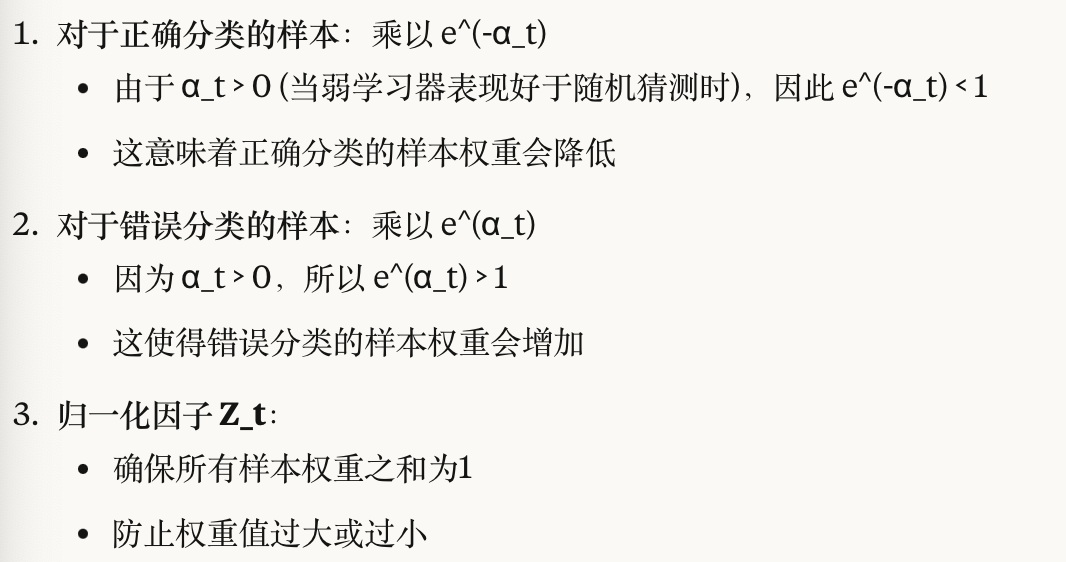 1. 对于正确分类的样本：乘以 e^(-α_t)
• 由于 α_t > 0 (当弱学习器表现好于随机猜测时)，因此 e^(-α_t) < 1
• 这意味着正确分类的样本权重会降低
2. 对于错误分类的样本：乘以 e^(α_t)
• 因为 α_t > 0，所以 e^(α_t) > 1
• 这使得错误分类的样本权重会增加
3. 归一化因子 Z_t：
• 确保所有样本权重之和为1
• 防止权重值过大或过小